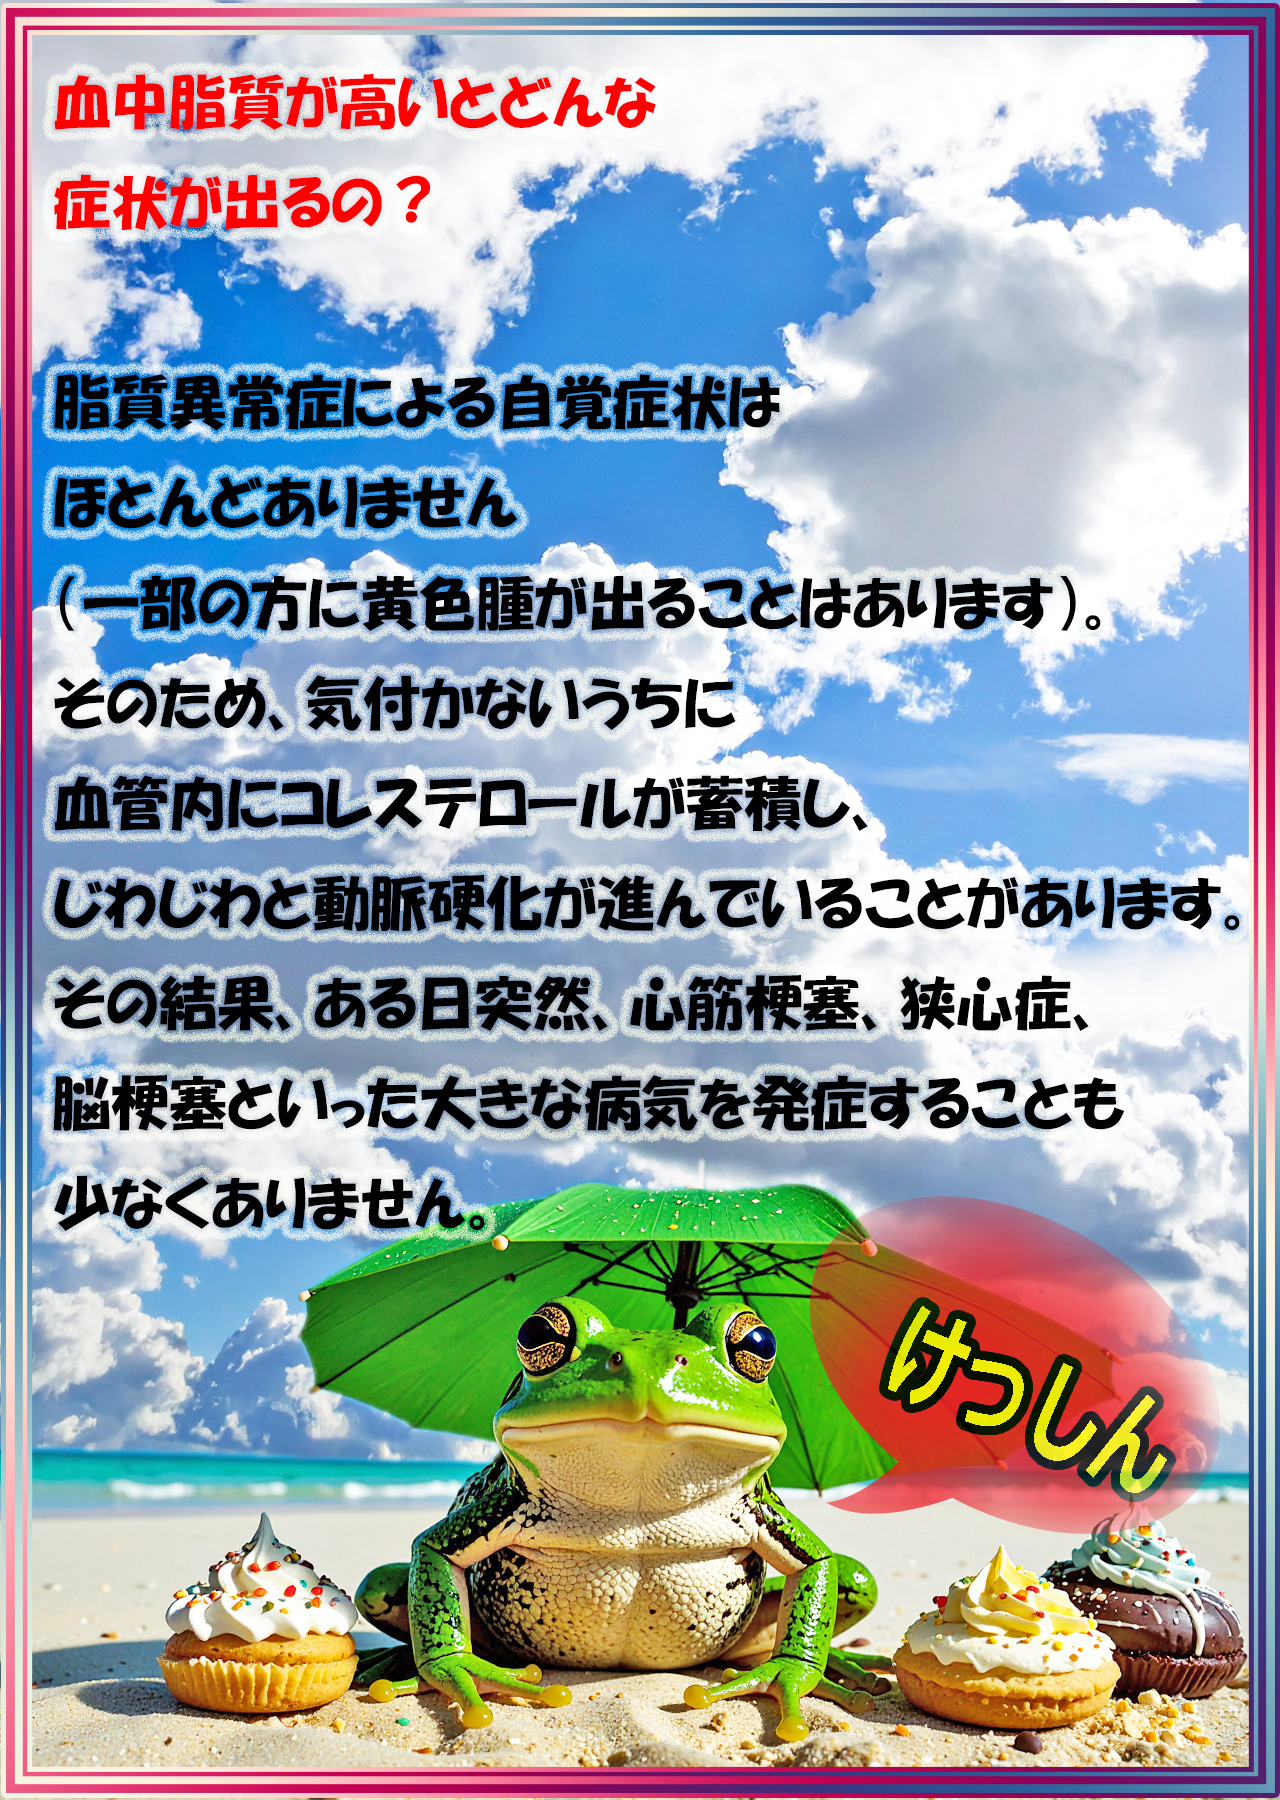 血中脂質が高いとどんな
症状が出るの？
脂質異常症による自覚症状は
ほとんどありません
（一部の方に黄色腫が出ることはあります）。
そのため、気付かないうちに
血管内にコレステロールが蓄積し、
じわじわと動脈硬化が進んでいることがあります。
その結果、ある日突然、心筋梗塞、狭心症、
脳梗塞といった大きな病気を発症することも
少なくありません。
けつしん